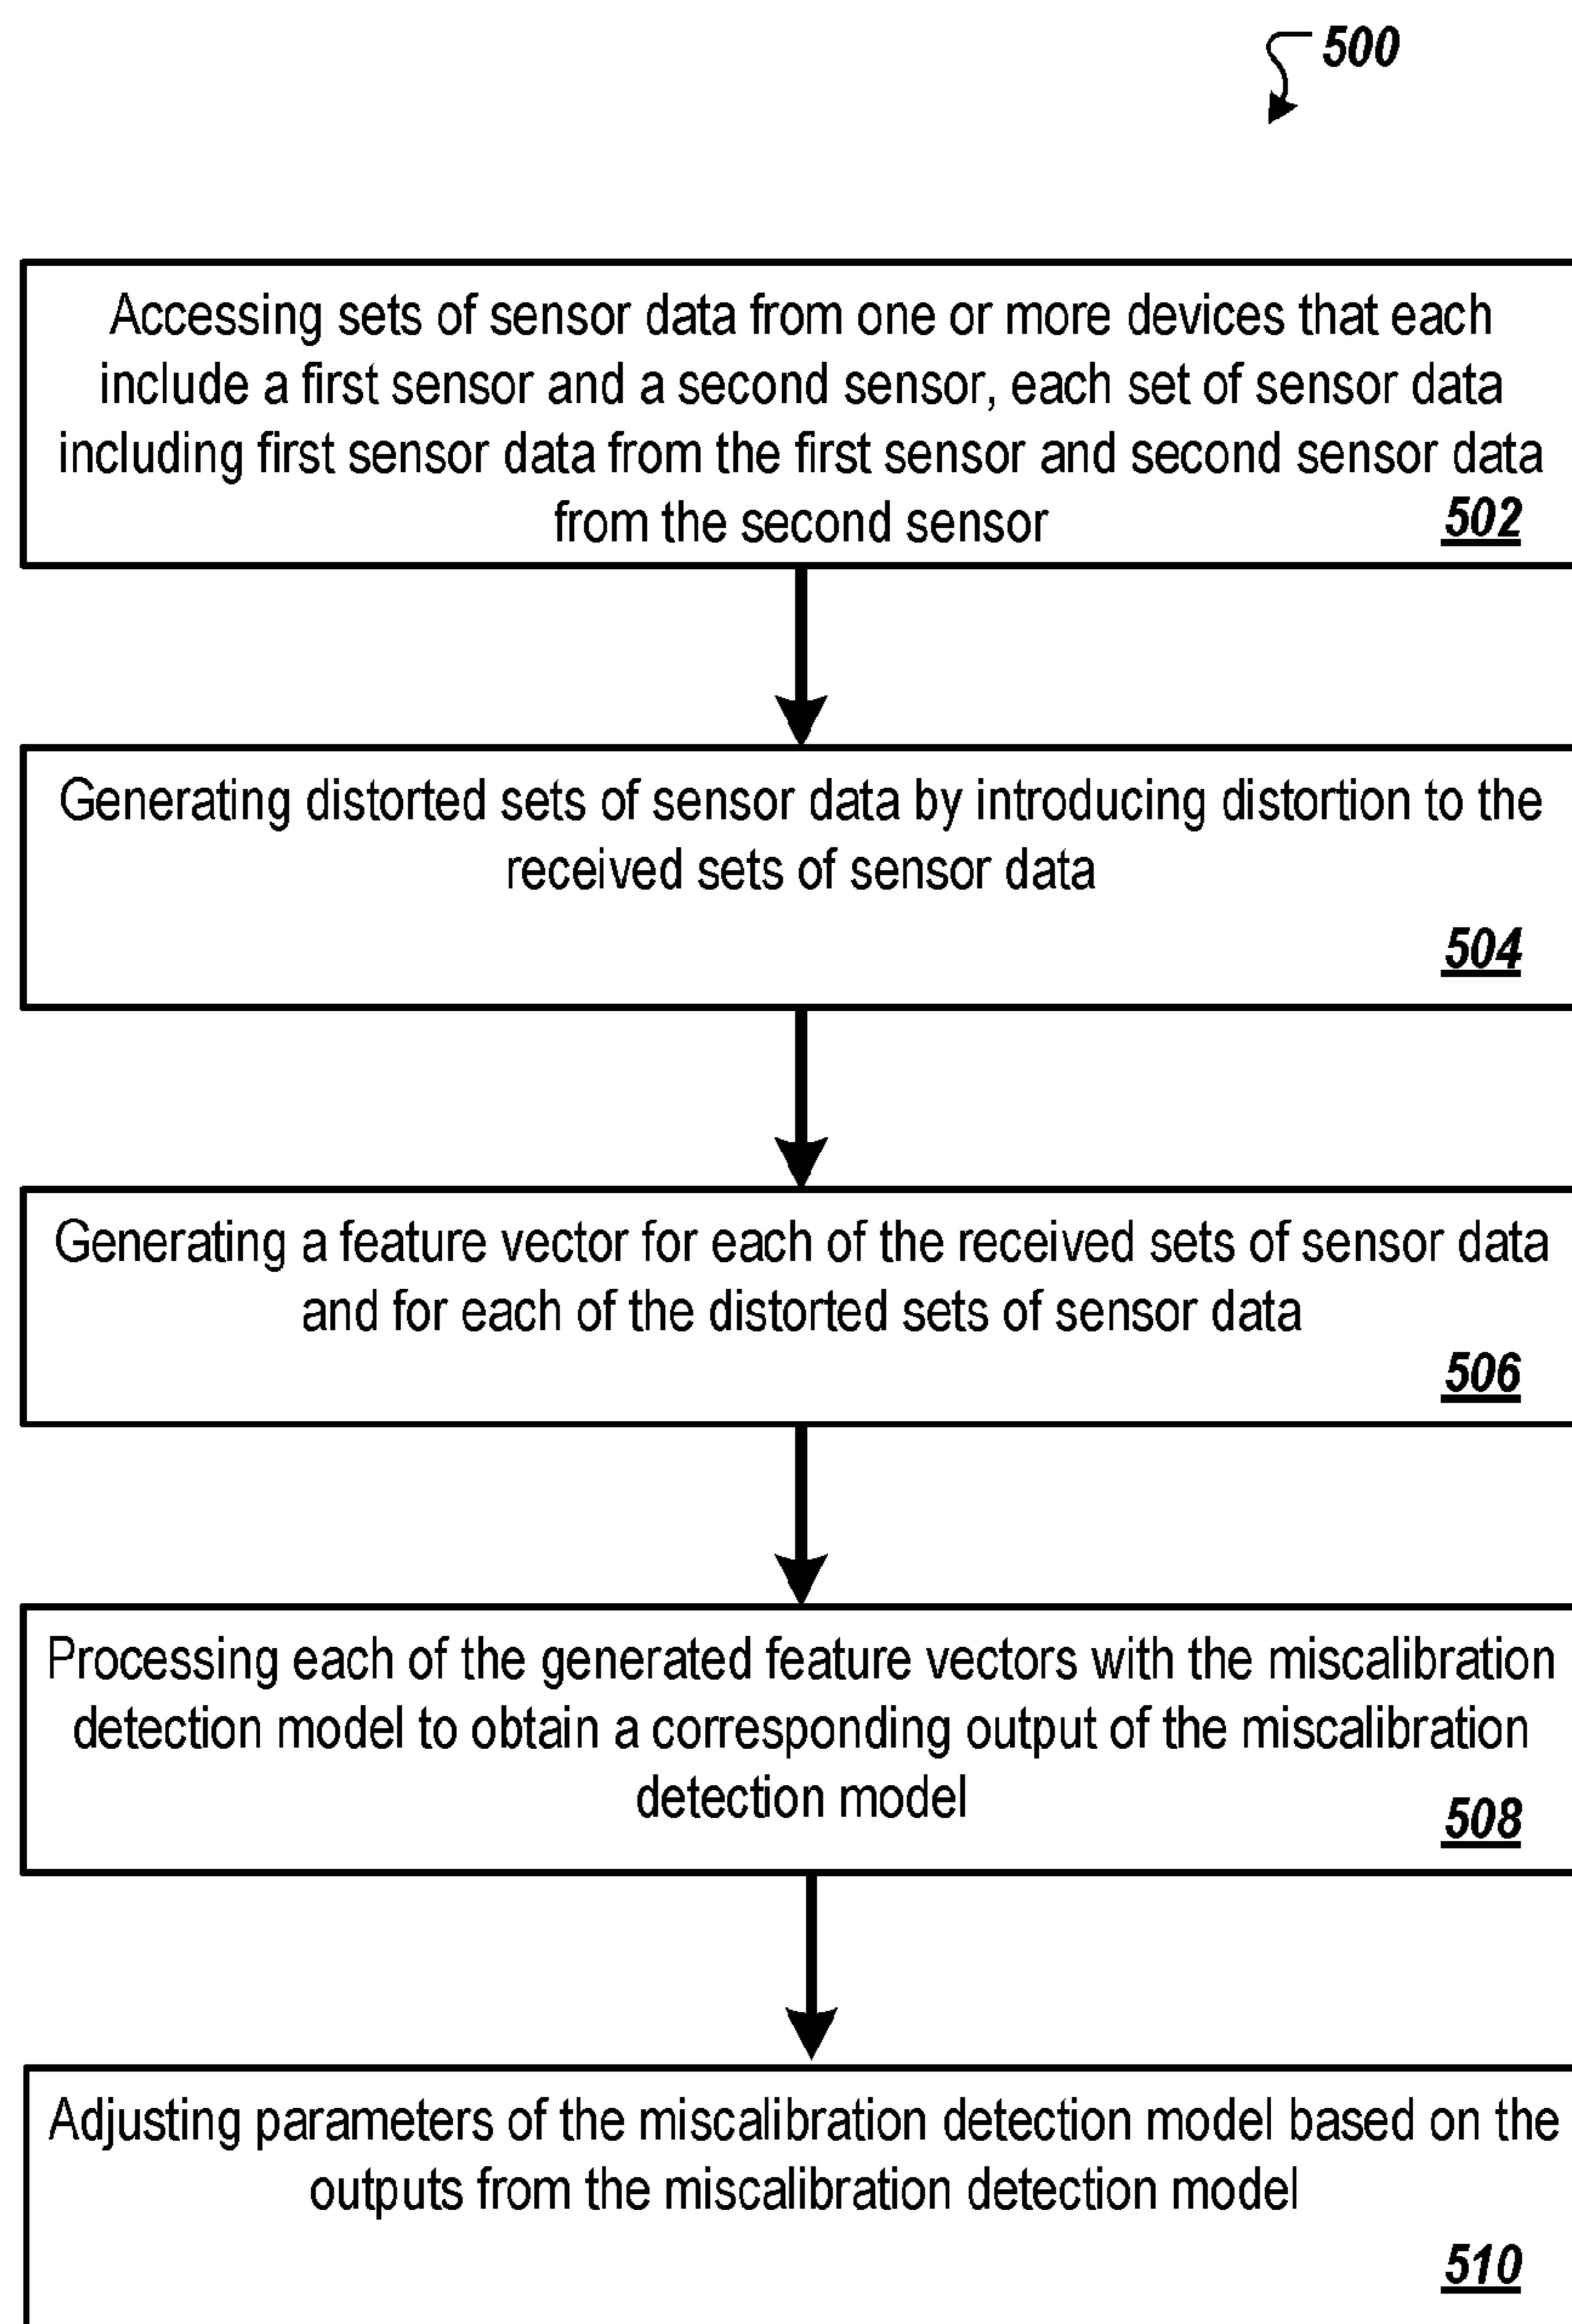 500
Accessing sets of sensor data from one or more devices that each
include a first sensor and a second sensor, each set of sensor data
including first sensor data from the first sensor and second sensor data
from the second sensor
502
Generating distorted sets of sensor data by introducing distortion to the
received sets of sensor data
504
Generating a feature vector for each of the received sets of sensor data
and for each of the distorted sets of sensor data
506
Processing each of the generated feature vectors with the miscalibration
detection model to obtain a corresponding output of the miscalibration
detection model
508
Adjusting parameters of the miscalibration detection model based on the
outputs from the miscalibration detection model
510